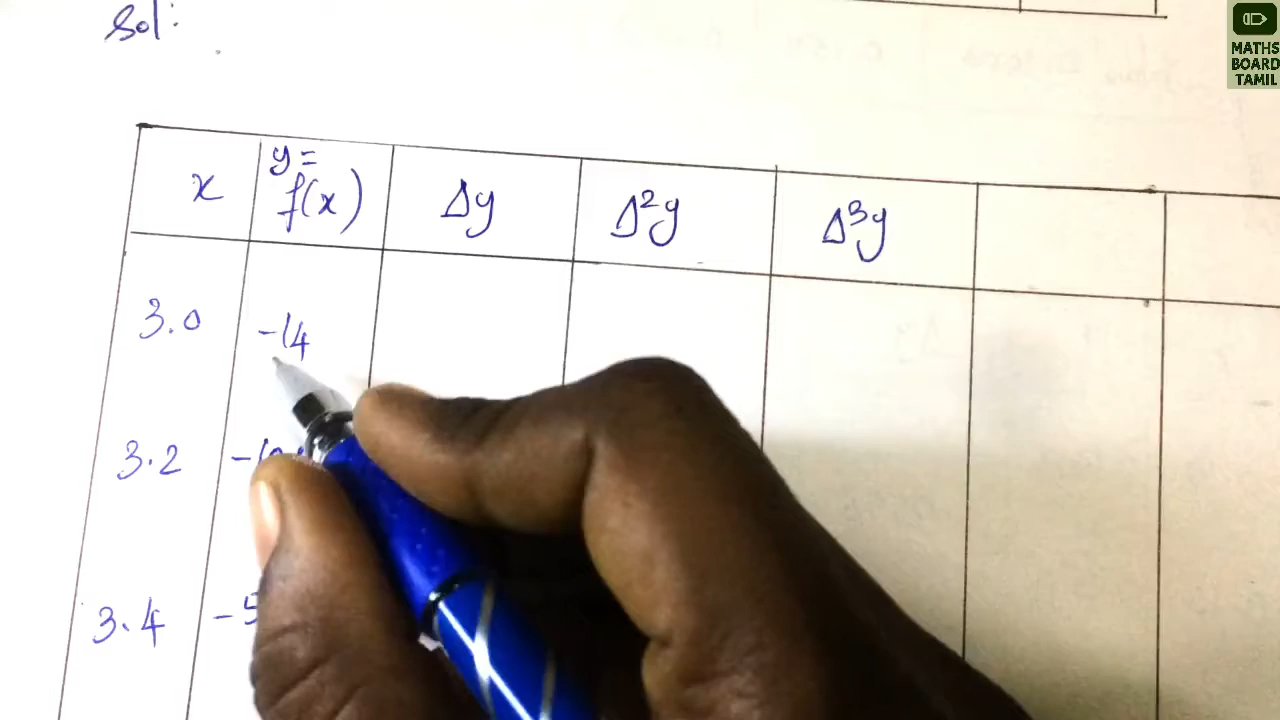 Sol:
MATHS
BOARD
TAMIL
x y= f(x) Δy Δ²y Δ³y
3.0 -14
3.2
3.4